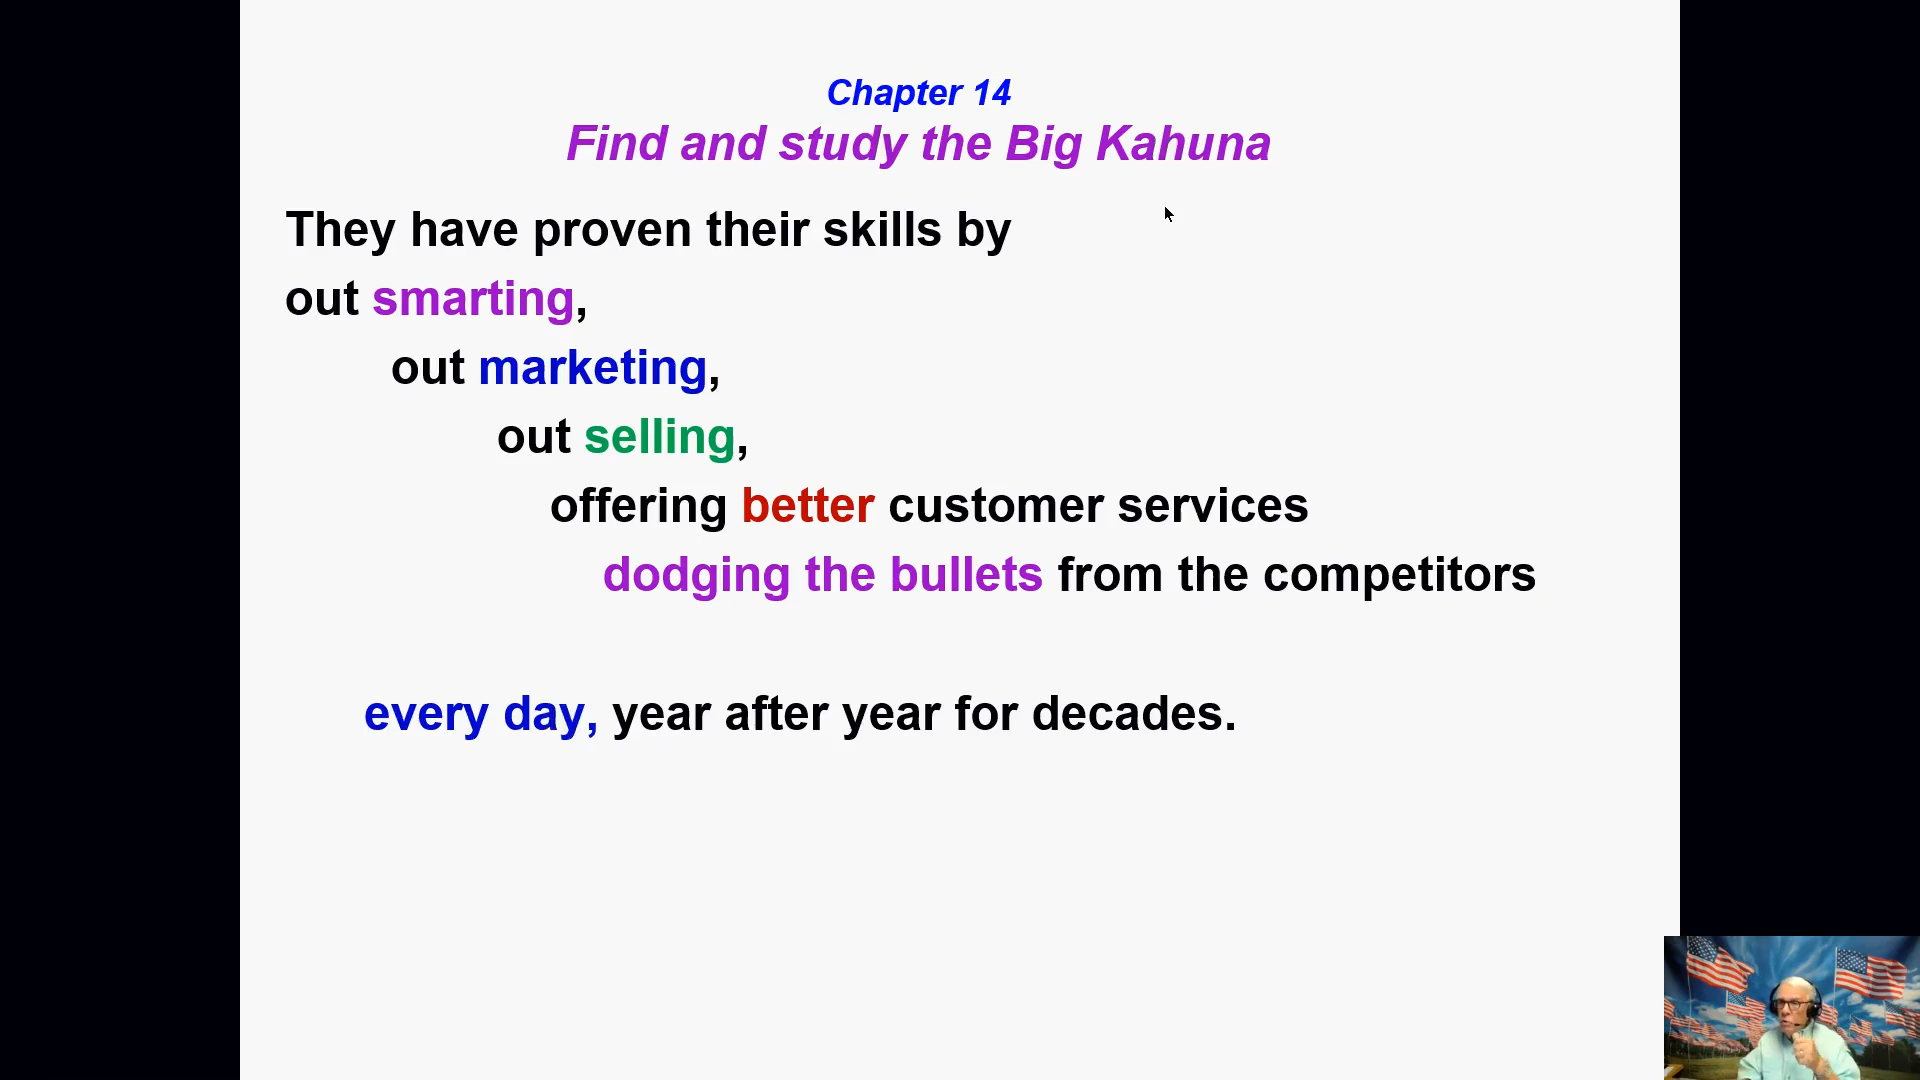 Chapter 14
Find and study the Big Kahuna
They have proven their skills by
out smarting,
out marketing,
out selling,
offering better customer services
dodging the bullets from the competitors
every day, year after year for decades.